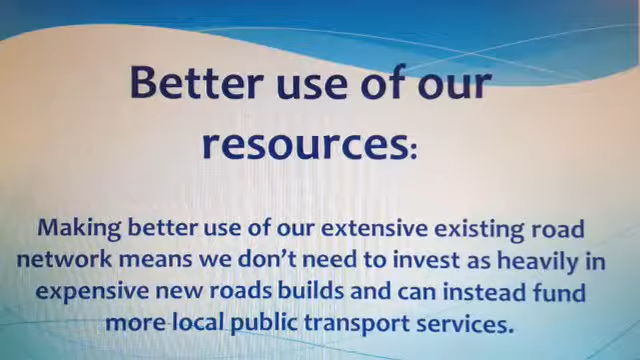 Better use of our
resources:
Making better use of our extensive existing road
network means we don't need to invest as heavily in
expensive new roads builds and can instead fund
more local public transport services.